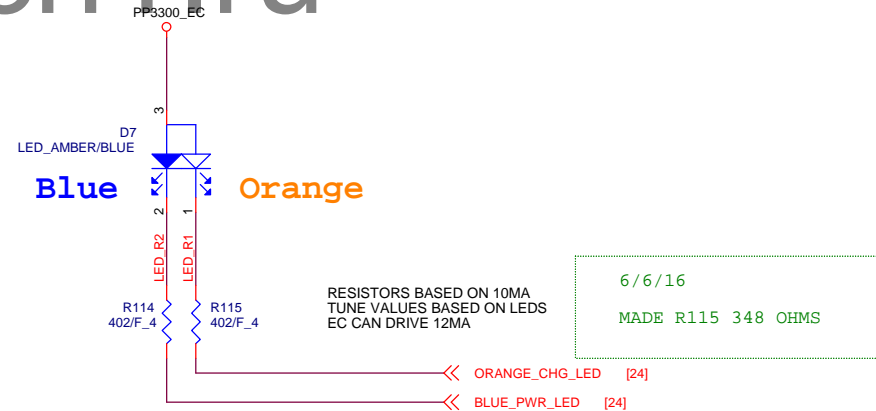 PP3300_EC
3
D7
LED_AMBER/BLUE
Blue
Orange
2
1
LED_R2
LED_R1
R114
402/F_4
R115
402/F_4
RESISTORS BASED ON 10MA
TUNE VALUES BASED ON LEDS
EC CAN DRIVE 12MA
6/6/16
MADE R115 348 OHMS
ORANGE_CHG_LED [24]
BLUE_PWR_LED [24]